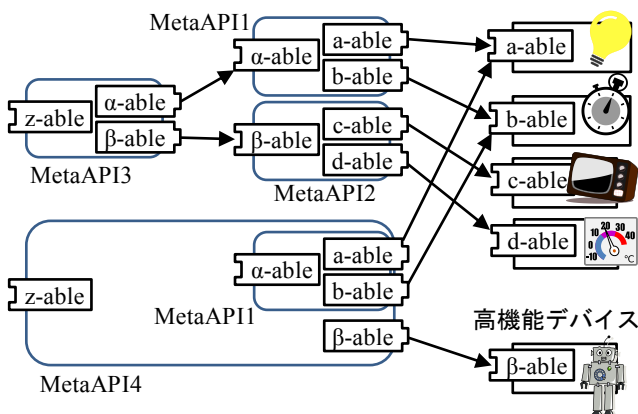 MetaAPI1
α-able
a-able
b-able
z-able
α-able
β-able
MetaAPI3
β-able
c-able
d-able
MetaAPI2
a-able
b-able
c-able
d-able
-10
0
10
20
30
40
℃
z-able
α-able
a-able
b-able
MetaAPI1
β-able
MetaAPI4
高機能デバイス
β-able